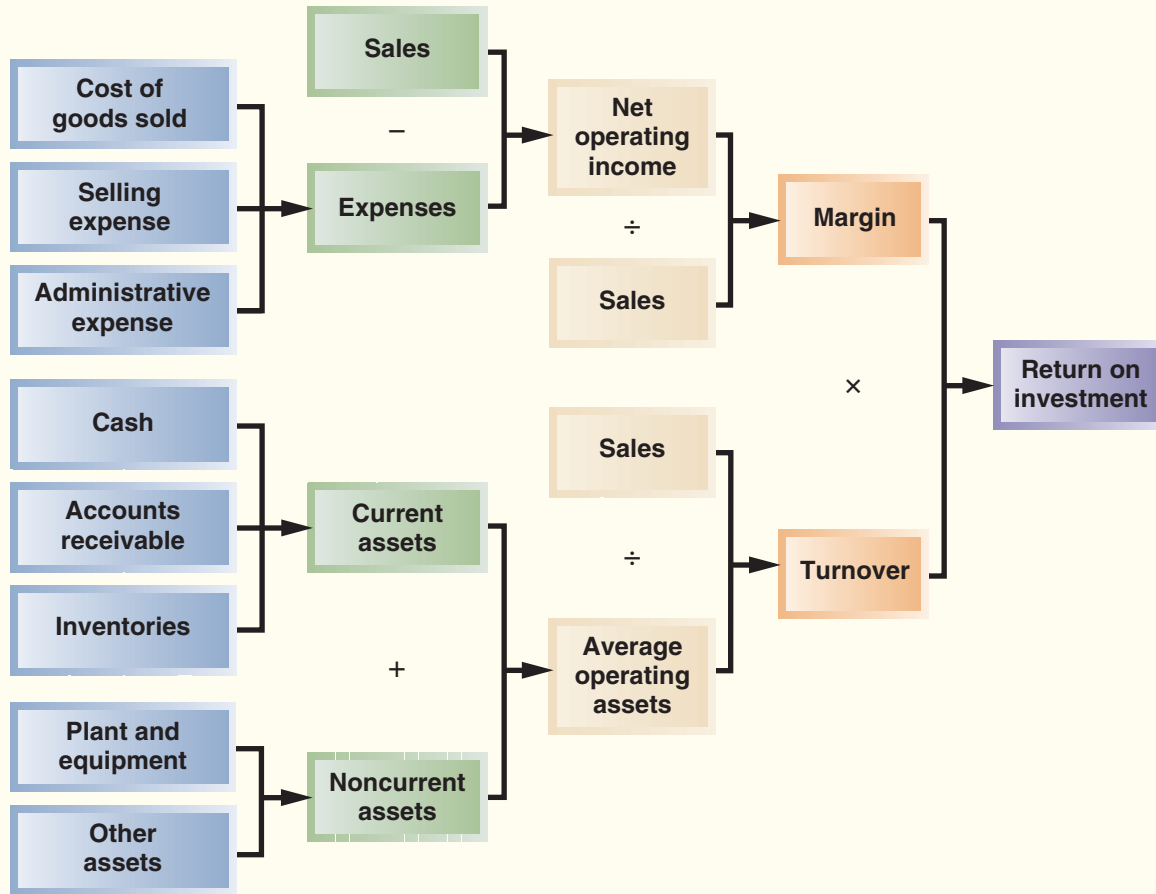 Cost of
goods sold
Selling
expense
Administrative
expense
Sales
−
Expenses
Net
operating
income
÷
Sales
Margin
Cash
Accounts
receivable
Inventories
Plant and
equipment
Other
assets
Current
assets
+
Noncurrent
assets
Sales
÷
Average
operating
assets
Turnover
×
Return on
investment